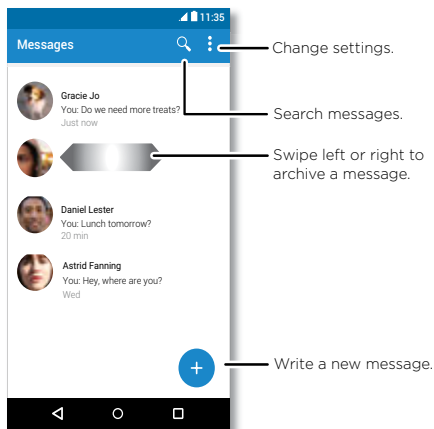 11:35
Messages
Change settings.
Gracie Jo
You: Do we need more treats?
Just now
Search messages.
Swipe left or right to
archive a message.
Daniel Lester
You: Lunch tomorrow?
20 min
Astrid Fanning
You: Hey, where are you?
Wed
Write a new message.